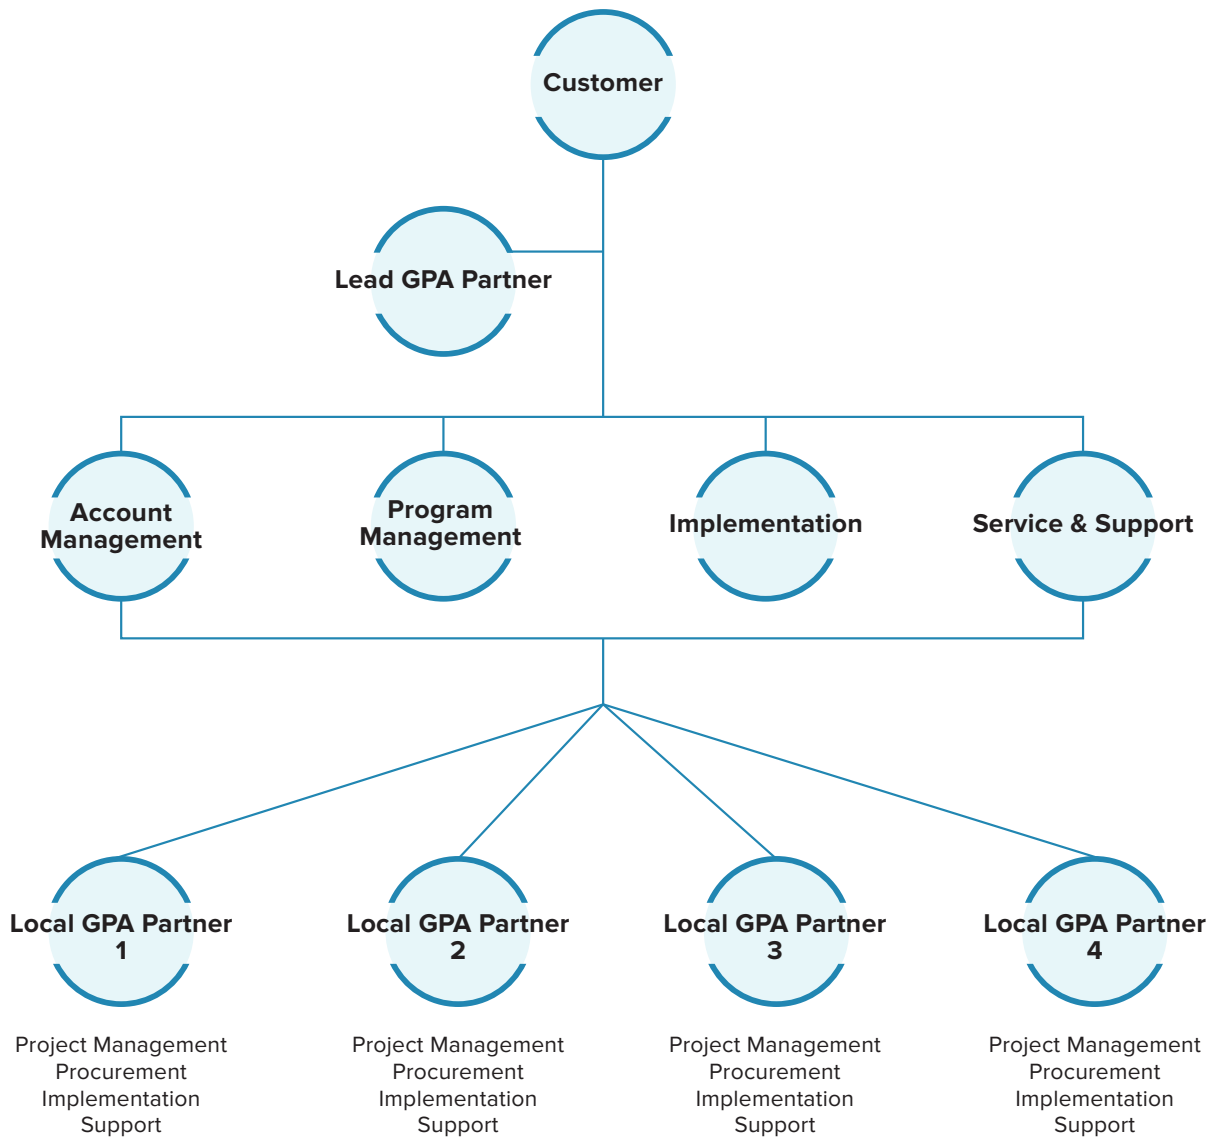 Customer
Lead GPA Partner
Account
Management
Program
Management
Implementation
Service & Support
Local GPA Partner
1
Local GPA Partner
2
Local GPA Partner
3
Local GPA Partner
4
Project Management
Procurement
Implementation
Support
Project Management
Procurement
Implementation
Support
Project Management
Procurement
Implementation
Support
Project Management
Procurement
Implementation
Support